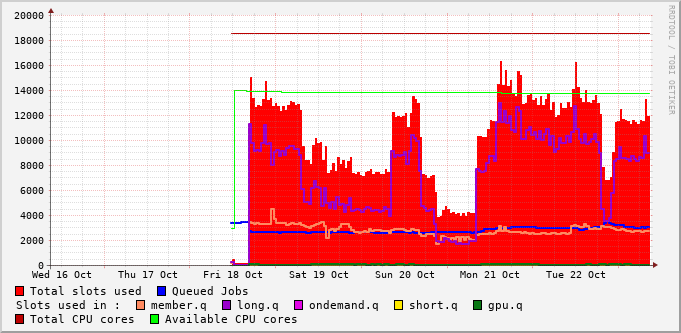 20000
18000
16000
14000
12000
10000
8000
6000
4000
2000
0
Wed 16 Oct Thu 17 Oct Fri 18 Oct Sat 19 Oct Sun 20 Oct Mon 21 Oct Tue 22 Oct
RRDTOOL / TOBI OETIKER
Total slots used Queued Jobs
Slots used in : member.q long.q ondemand.q short.q gpu.q
Total CPU cores Available CPU cores